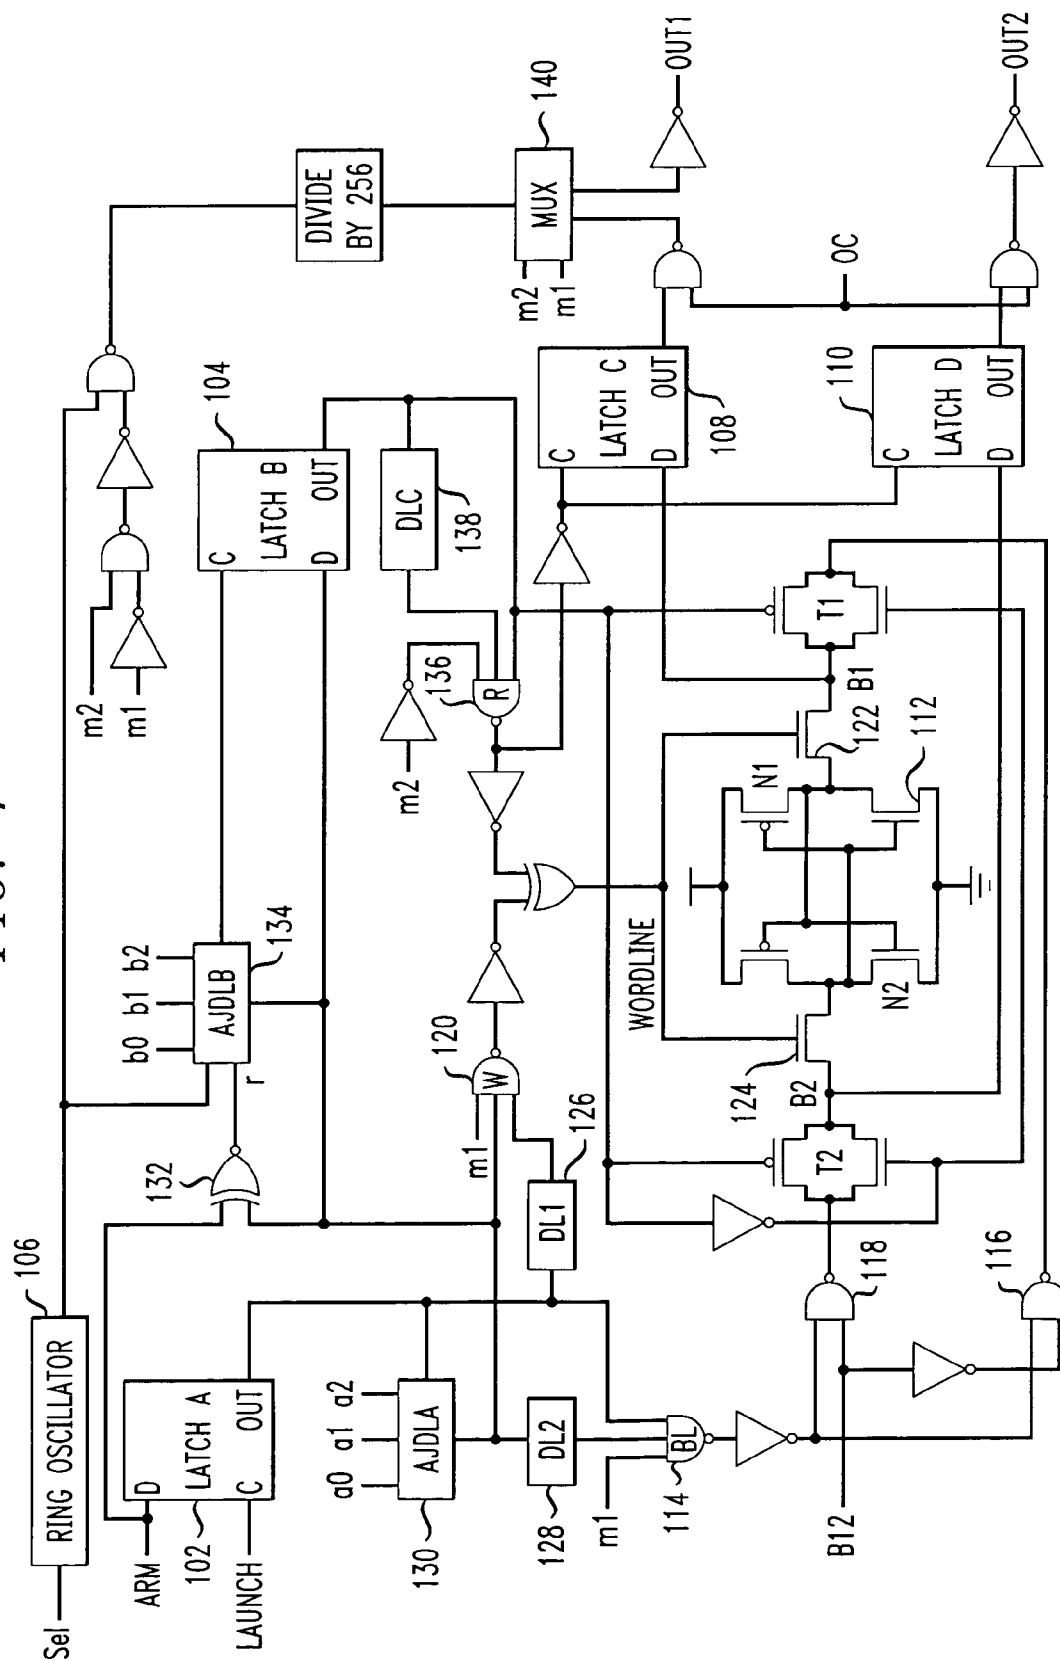 Sel
RING OSCILLATOR
106
ARM
D
LATCH A
C OUT
102
LAUNCH
132
r
b0 b1 b2
AJDLB
134
m2
m1
C
LATCH B
D OUT
104
DIVIDE
BY 256
m2
m1
MUX
140
OUT1
a0 a1 a2
AJDLA
130
DL2
128
DL1
126
m1
W
120
m2
R
136
DLC
138
C
LATCH C
D OUT
108
OC
m1
BL
114
B12
118
116
T2
B2
124
WORDLINE
N2
N1
112
122
B1
T1
C
LATCH D
D OUT
110
OUT2